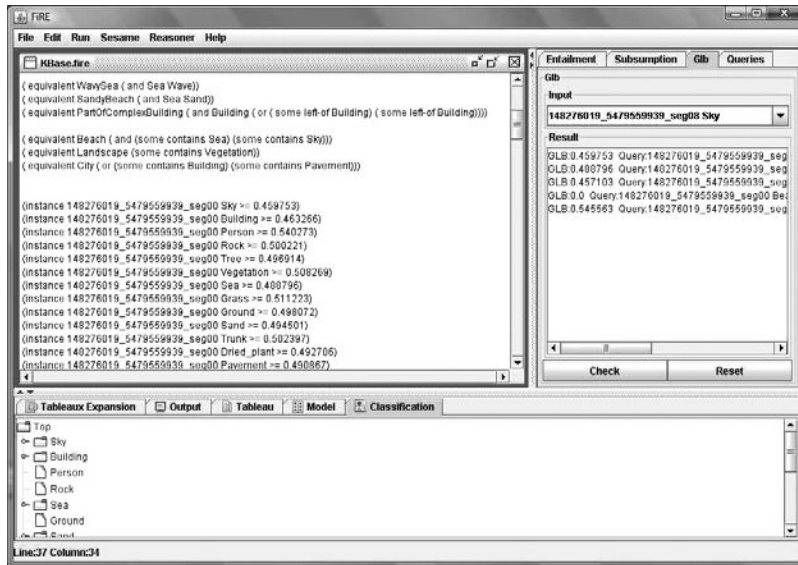 FiRE
File Edit Run Sesame Reasoner Help
KBase.fire
( equivalent WavySea ( and Sea Wave))
( equivalent SandyBeach ( and Sea Sand))
( equivalent PartOfComplexBuilding ( and Building ( or ( some left-of Building) ( some left-of Building))))
( equivalent Beach ( and (some contains Sea) (some contains Sky)))
( equivalent Landscape (some contains Vegetation))
( equivalent City ( or (some contains Building) (some contains Pavement)))
(instance 148276019_5479559939_seg00 Sky >= 0.459753)
(instance 148276019_5479559939_seg00 Building >= 0.463266)
(instance 148276019_5479559939_seg00 Person >= 0.540273)
(instance 148276019_5479559939_seg00 Rock >= 0.500221)
(instance 148276019_5479559939_seg00 Tree >= 0.496914)
(instance 148276019_5479559939_seg00 Vegetation >= 0.508269)
(instance 148276019_5479559939_seg00 Sea >= 0.488796)
(instance 148276019_5479559939_seg00 Grass >= 0.511223)
(instance 148276019_5479559939_seg00 Ground >= 0.498072)
(instance 148276019_5479559939_seg00 Sand >= 0.494501)
(instance 148276019_5479559939_seg00 Trunk >= 0.502397)
(instance 148276019_5479559939_seg00 Dried_plant >= 0.492706)
(instance 148276019_5479559939_seg00 Pavement >= 0.490867)
Entailment Subsumption Glb Queries
Glb
Input
148276019_5479559939_seg08 Sky
Result
GLB:0.459753 Query:148276019_5479559939_seg
GLB:0.488796 Query:148276019_5479559939_seg
GLB:0.457103 Query:148276019_5479559939_seg
GLB:0.0 Query:148276019_5479559939_seg00 Bea
GLB:0.545563 Query:148276019_5479559939_seg
Check Reset
Tableaux Expansion Output Tableau Model Classification
Top
Sky
Building
Person
Rock
Sea
Ground
Sand
Line:37 Column:34